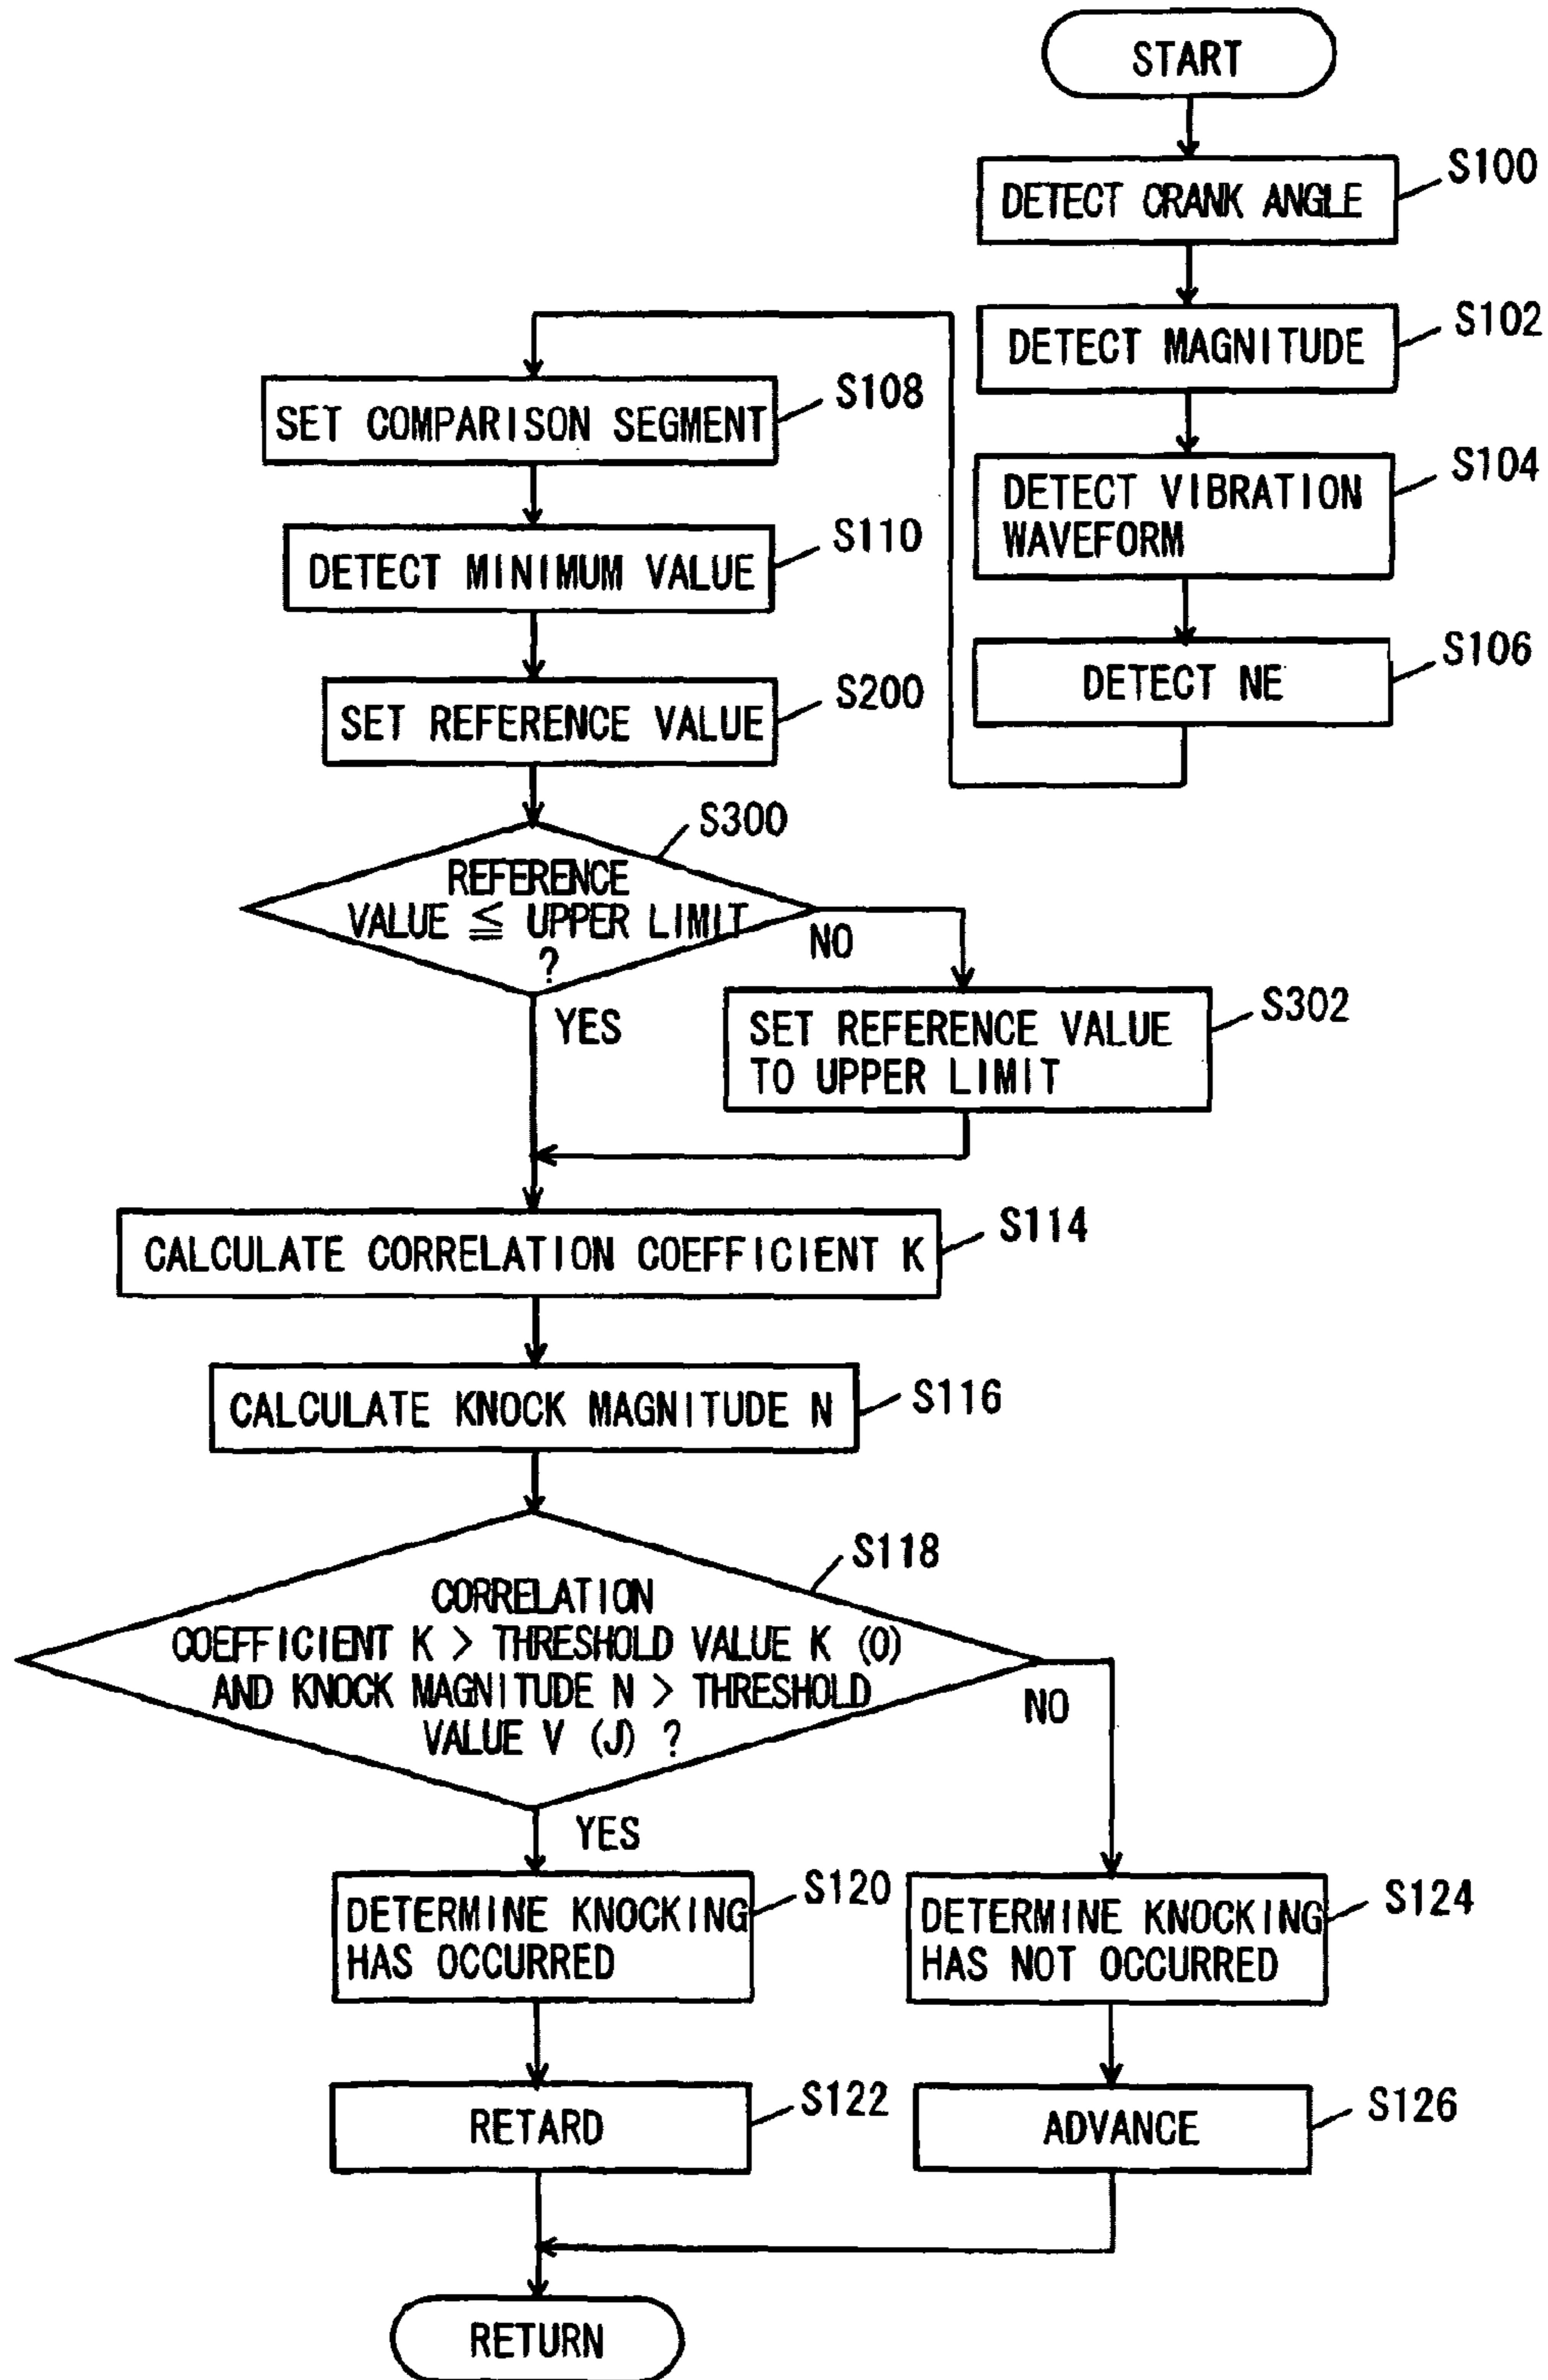 START
DETECT CRANK ANGLE
S100
DETECT MAGNITUDE
S102
DETECT VIBRATION
WAVEFORM
S104
DETECT NE
S106
SET COMPARISON SEGMENT
S108
DETECT MINIMUM VALUE
S110
SET REFERENCE VALUE
S200
REFERENCE
VALUE ≦ UPPER LIMIT
?
S300
NO
YES
SET REFERENCE VALUE
TO UPPER LIMIT
S302
CALCULATE CORRELATION COEFFICIENT K
S114
CALCULATE KNOCK MAGNITUDE N
S116
CORRELATION
COEFFICIENT K > THRESHOLD VALUE K (0)
AND KNOCK MAGNITUDE N > THRESHOLD
VALUE V (J) ?
S118
NO
YES
DETERMINE KNOCKING
HAS OCCURRED
S120
DETERMINE KNOCKING
HAS NOT OCCURRED
S124
RETARD
S122
ADVANCE
S126
RETURN